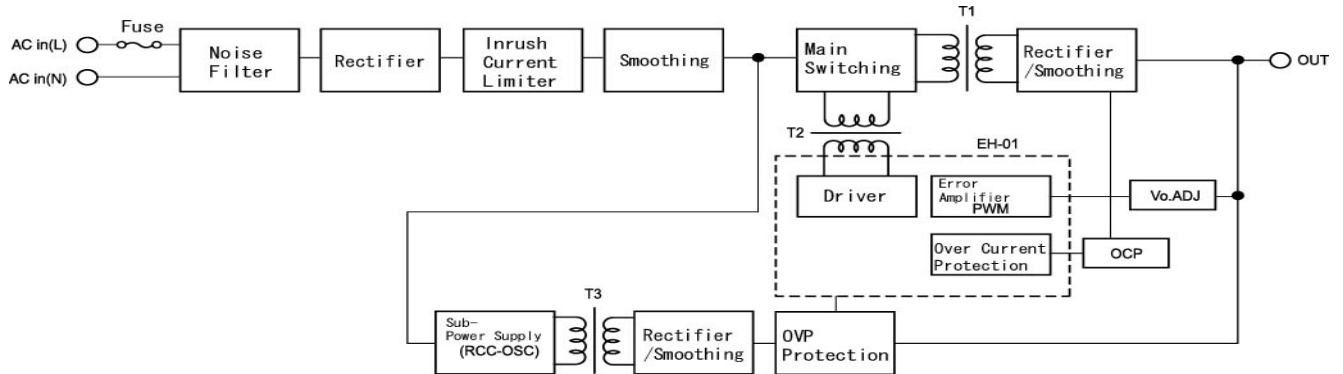 T1
Fuse
AC in(L)
AC in(N)
Noise
Filter
Rectifier
Inrush
Current
Limiter
Smoothing
Main
Switching
Rectifier
/Smoothing
OUT
T2
EH-01
Driver
Error
Amplifier
PWM
Vo.ADJ
Over Current
Protection
OCP
T3
Sub-
Power Supply
(RCC-OSC)
Rectifier
/Smoothing
OVP
Protection